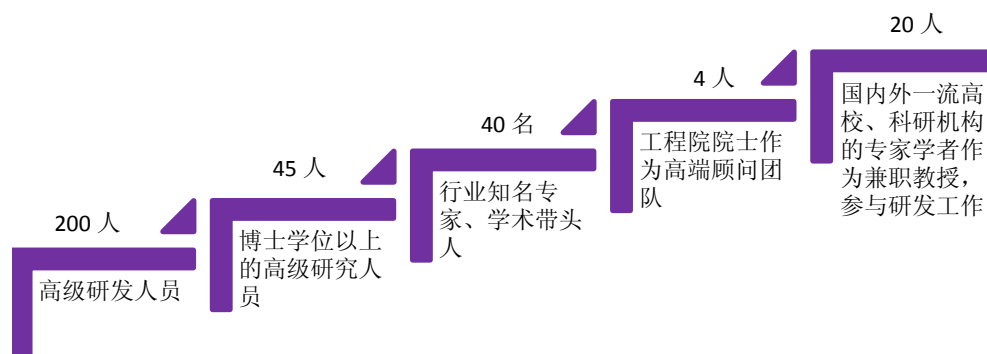 200 人
高级研发人员
45 人
博士学位以上
的高级研究人
员
40 名
行业知名专
家、学术带头
人
4 人
工程院院士作
为高端顾问团
队
20 人
国内外一流高
校、科研机构
的专家学者作
为兼职教授，
参与研发工作